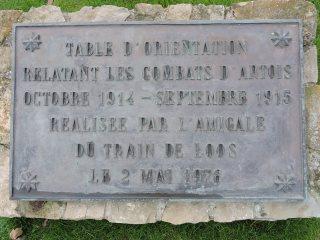 TABLE D'ORIENTATION
RELATANT LES COMBATS D'ARTOIS
OCTOBRE 1914 - SEPTEMBRE 1915
REALISEE PAR L'AMICALE
DU TRAIN DE LOOS
LE 2 MAI 1976